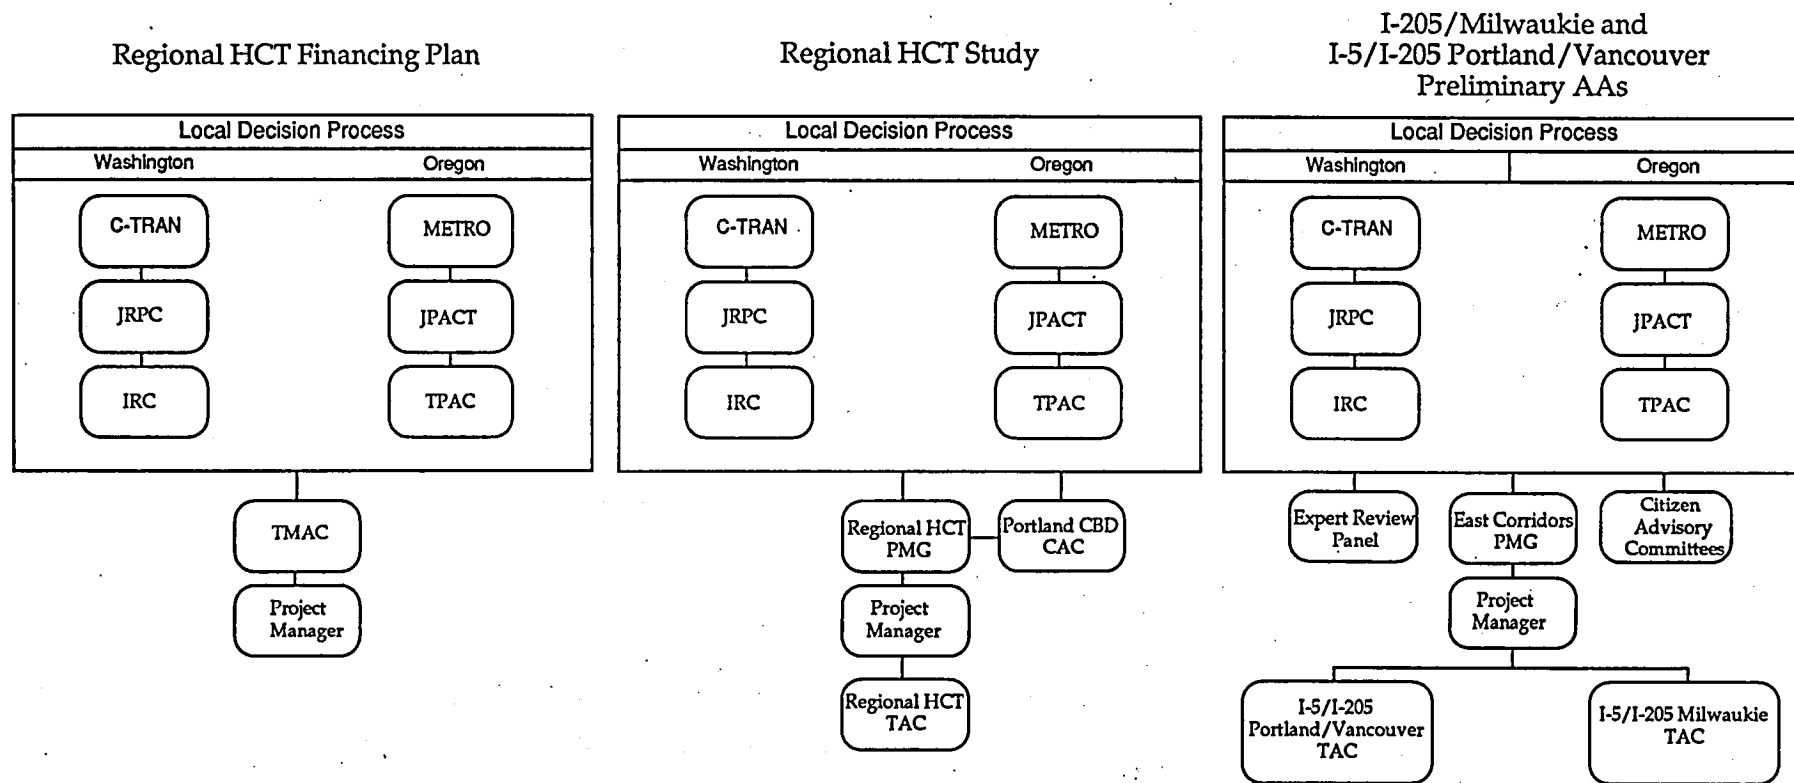 Regional HCT Financing Plan
Local Decision Process
Washington
Oregon
C-TRAN
METRO
JRPC
JPACT
IRC
TPAC
TMAC
Project
Manager
Regional HCT Study
Local Decision Process
Washington
Oregon
C-TRAN
METRO
JRPC
JPACT
IRC
TPAC
Regional HCT
PMG
Portland CBD
CAC
Project
Manager
Regional HCT
TAC
I-205/Milwaukie and
I-5/I-205 Portland/Vancouver
Preliminary AAs
Local Decision Process
Washington
Oregon
C-TRAN
METRO
JRPC
JPACT
IRC
TPAC
Expert Review
Panel
East Corridors
PMG
Citizen
Advisory
Committees
Project
Manager
I-5/I-205
Portland/Vancouver
TAC
I-5/I-205 Milwaukie
TAC